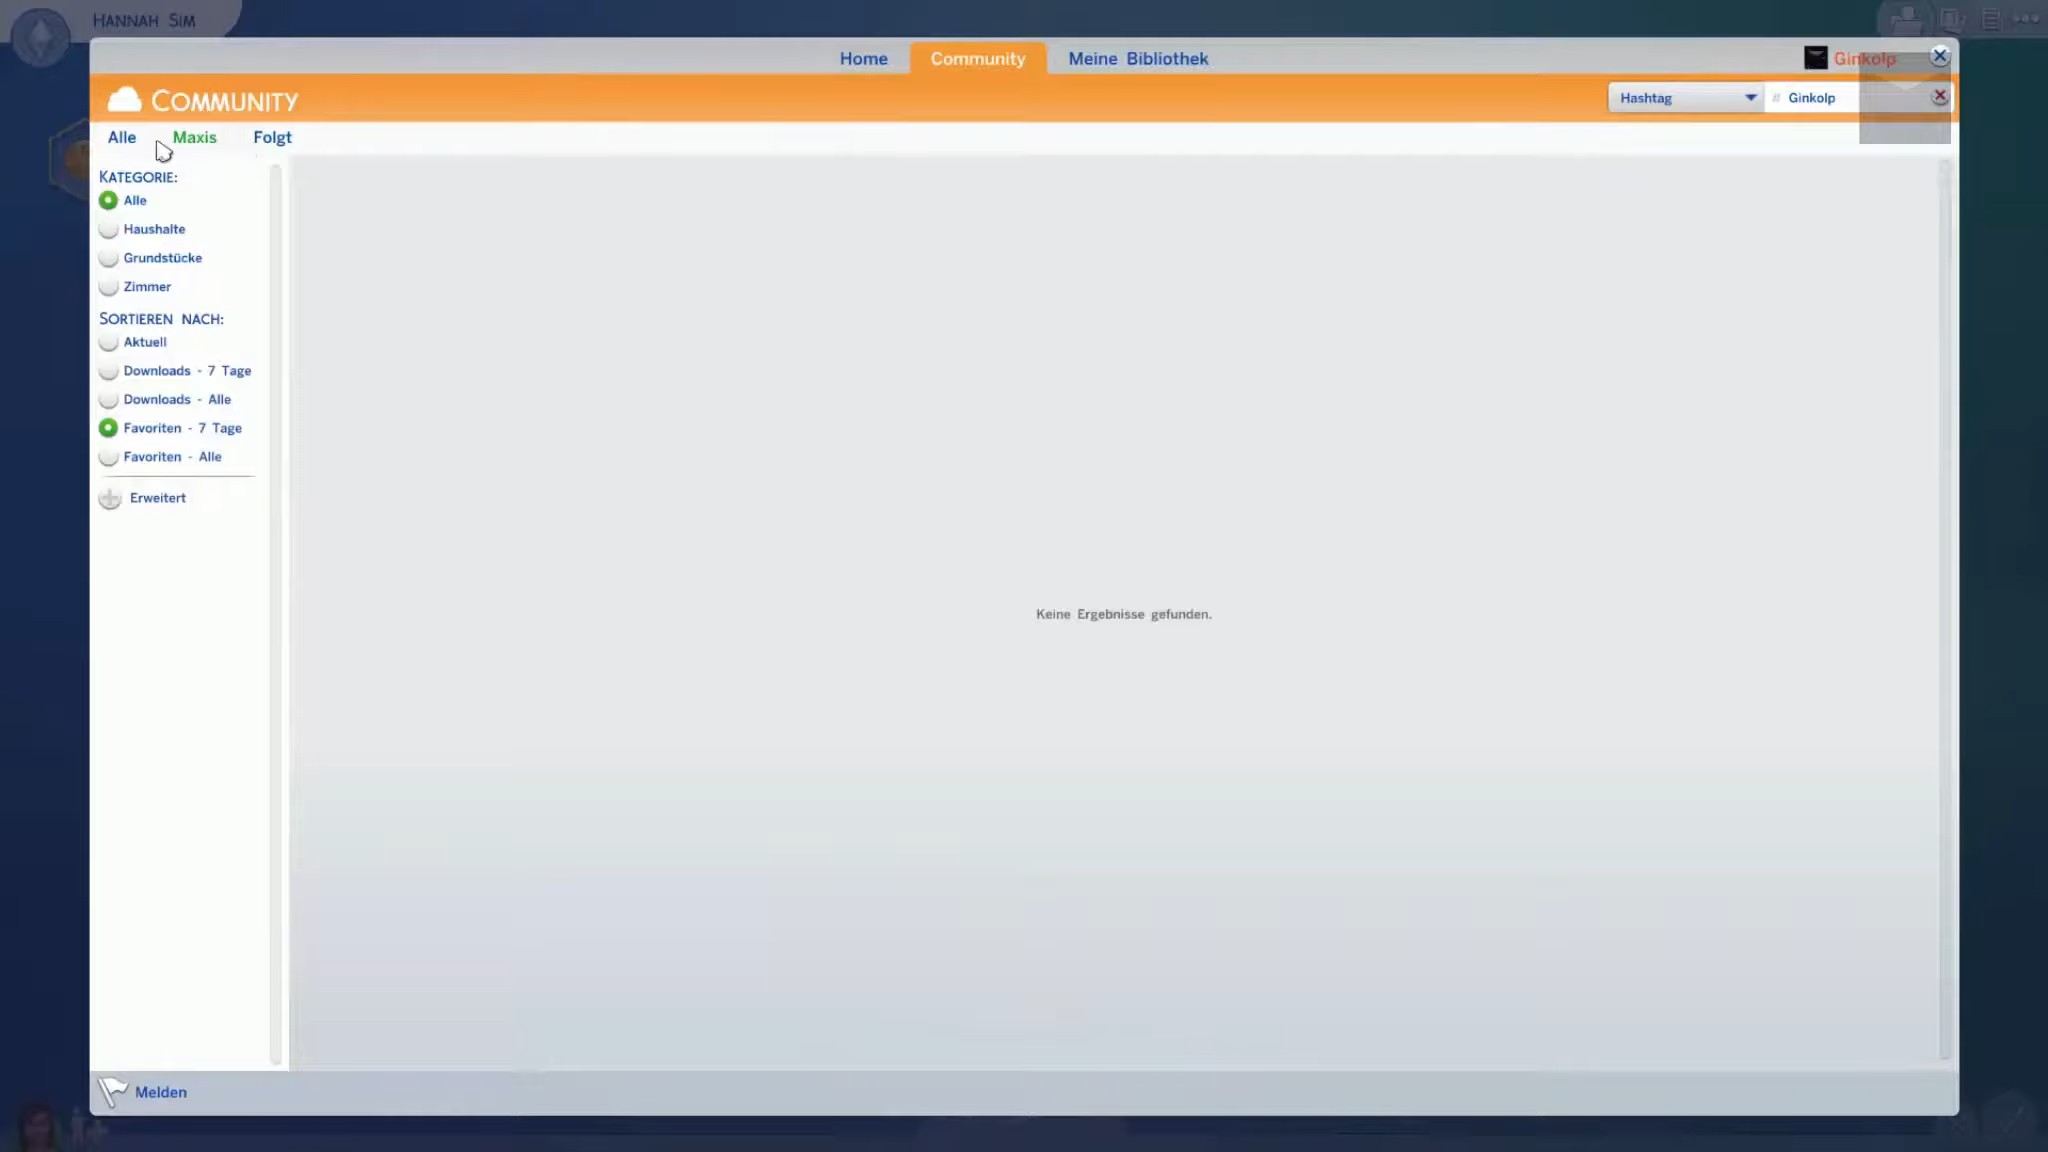 HANNAH SIM
Home Community Meine Bibliothek Ginkolp
COMMUNITY Hashtag # Ginkolp
Alle Maxis Folgt
KATEGORIE:
Alle
Haushalte
Grundstücke
Zimmer
SORTIEREN NACH:
Aktuell
Downloads - 7 Tage
Downloads - Alle
Favoriten - 7 Tage
Favoriten - Alle
Erweitert
Keine Ergebnisse gefunden.
Melden